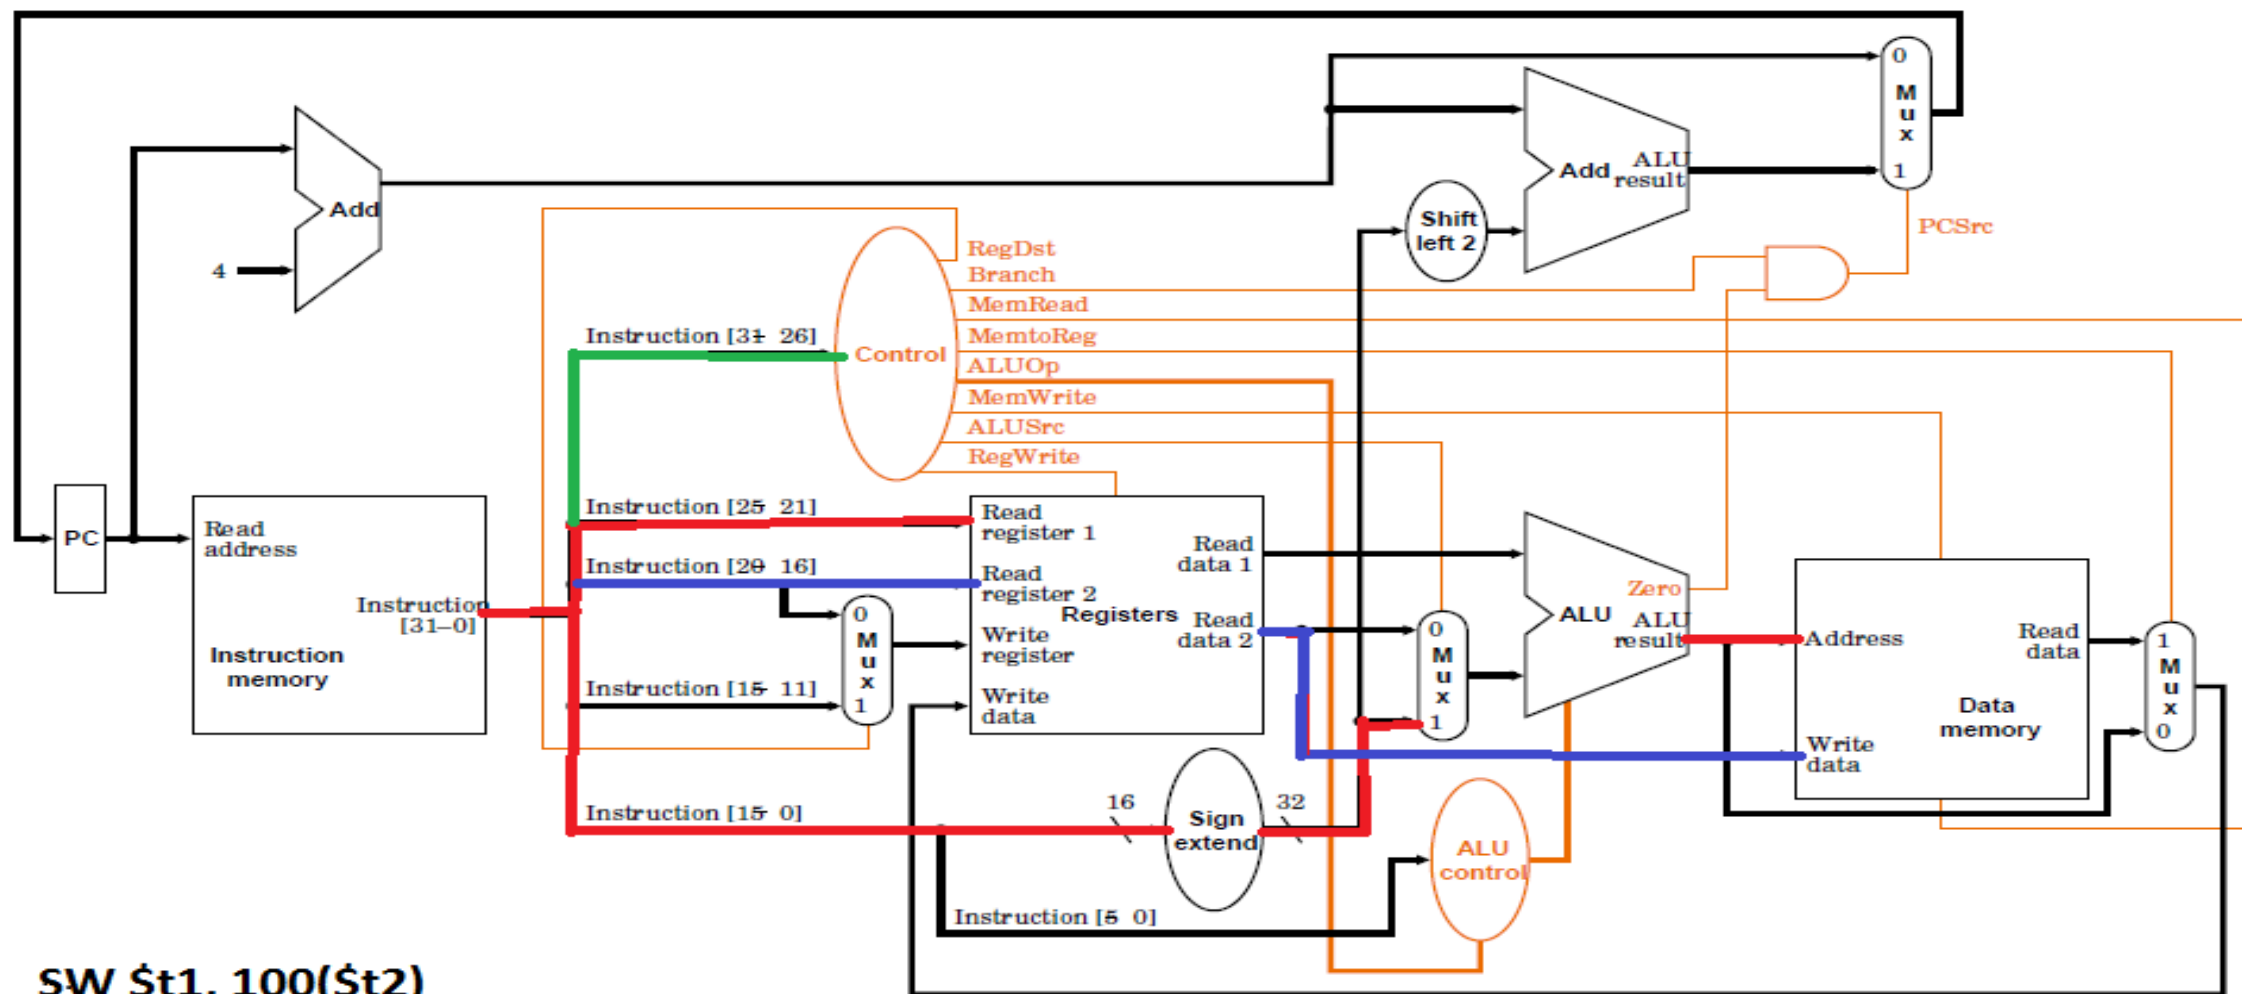 0
M
u
x
1
Add
ALU
result
Add
Shift
left 2
PCSrc
4
RegDst
Branch
MemRead
MemtoReg
ALUOp
MemWrite
ALUSrc
RegWrite
Control
Instruction [31 26]
Instruction [25 21]
Instruction [20 16]
Instruction [15 11]
Instruction [15 0]
Instruction [5 0]
PC
Read
address
Instruction
[31–0]
Instruction
memory
0
M
u
x
1
Read
register 1
Read
register 2
Write
register
Write
data
Registers
Read
data 1
Read
data 2
16
Sign
extend
32
0
M
u
x
1
Zero
ALU
ALU
result
ALU
control
Address
Write
data
Read
data
Data
memory
1
M
u
x
0
SW $t1, 100($t2)